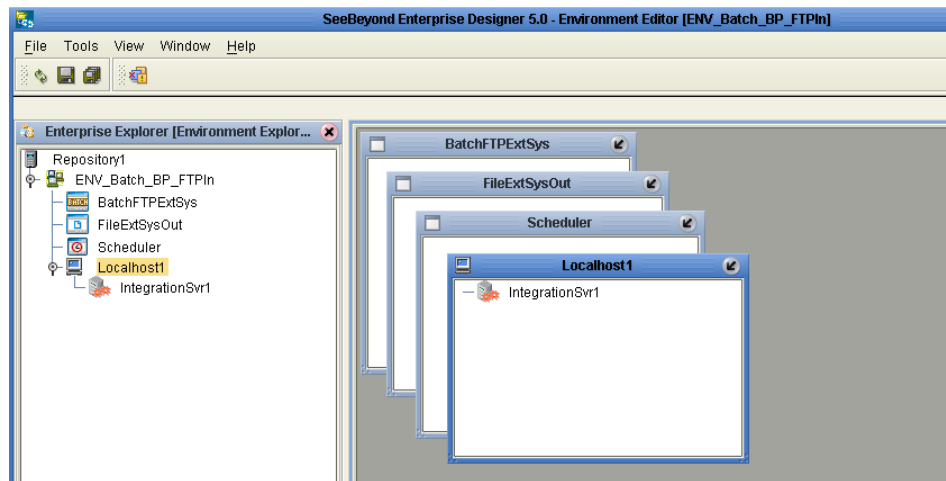 SeeBeyond Enterprise Designer 5.0 - Environment Editor [ENV_Batch_BP_FTPIn]
File Tools View Window Help
Enterprise Explorer [Environment Explor...
Repository1
ENV_Batch_BP_FTPIn
BATCH BatchFTPExtSys
FileExtSysOut
Scheduler
Localhost1
IntegrationSvr1
BatchFTPExtSys
FileExtSysOut
Scheduler
Localhost1
IntegrationSvr1